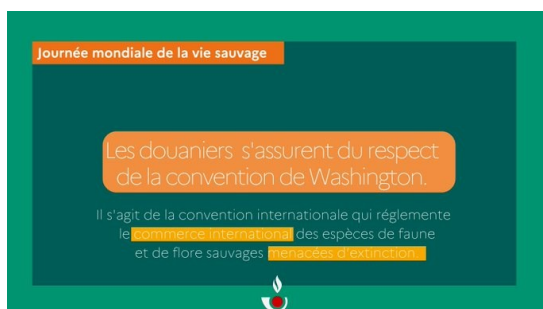 Journée mondiale de la vie sauvage
Les douaniers s'assurent du respect
de la convention de Washington.
Il s'agit de la convention internationale qui réglemente
le commerce international des espèces de faune
et de flore sauvages menacées d'extinction.